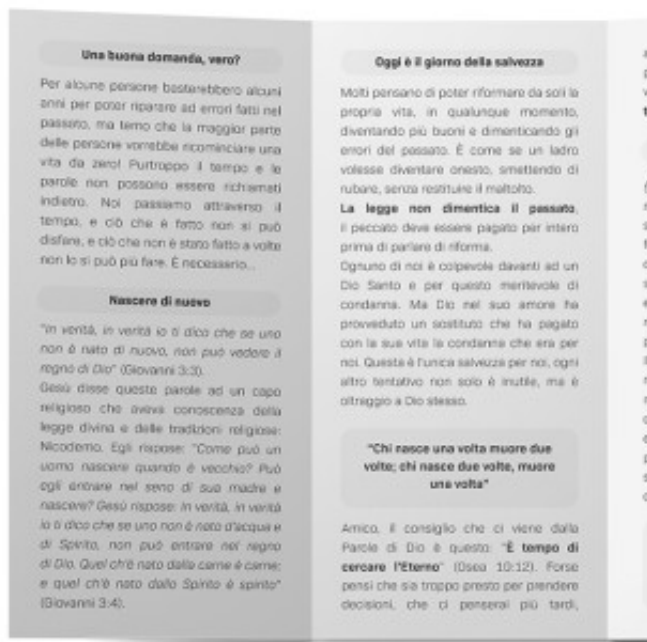 Una buona domanda, vero?
Per alcune persone basterebbero alcuni
anni per poter riparare ad errori fatti nel
passato, ma temo che la maggior parte
delle persone vorrebbe ricominciare una
vita da zero! Purtroppo il tempo e le
parole non possono essere richiamati
indietro. Noi passiamo attraverso il
tempo, e ciò che è fatto non si può
disfare, e ciò che non è stato fatto a volte
non lo si può più fare. È necessario...
Nascere di nuovo
"In verità, in verità io ti dico che se uno
non è nato di nuovo, non può vedere il
regno di Dio" (Giovanni 3:3).
Gesù disse queste parole ad un capo
religioso che aveva conoscenza della
legge divina e delle tradizioni religiose:
Nicodemo. Egli rispose: "Come può un
uomo nascere quando è vecchio? Può
egli entrare nel seno di sua madre e
nascere? Gesù rispose: In verità, in verità
io ti dico che se uno non è nato d'acqua e
di Spirito, non può entrare nel regno
di Dio. Quel ch'è nato dalla carne è carne;
e quel ch'è nato dallo Spirito è spirito"
(Giovanni 3:4).
Oggi è il giorno della salvezza
Molti pensano di poter riformare da soli la
propria vita, in qualunque momento,
diventando più buoni e dimenticando gli
errori del passato. È come se un ladro
volesse diventare onesto, smettendo di
rubare, senza restituire il maltolto.
La legge non dimentica il passato,
il peccato deve essere pagato per intero
prima di parlare di riforma.
Ognuno di noi è colpevole davanti ad un
Dio Santo e per questo meritevole di
condanna. Ma Dio nel suo amore ha
provveduto un sostituto che ha pagato
con la sua vita la condanna che era per
noi. Questa è l'unica salvezza per noi, ogni
altro tentativo non solo è inutile, ma è
oltraggio a Dio stesso.
"Chi nasce una volta muore due
volte; chi nasce due volte, muore
una volta"
Amico, il consiglio che ci viene dalla
Parola di Dio è questo: "È tempo di
cercare l'Eterno" (Osea 10:12). Forse
pensi che sia troppo presto per prendere
decisioni, che ci penserai più tardi,